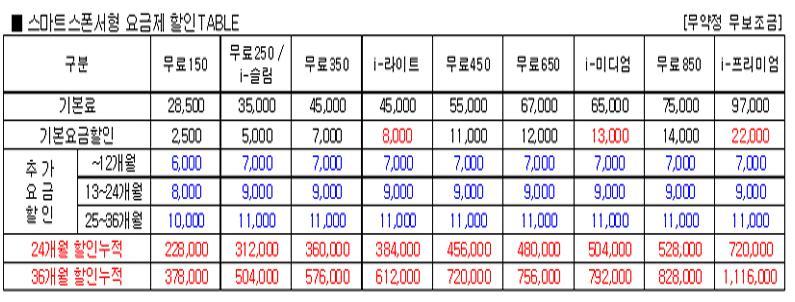 ■ 스마트스폰서형 요금제 할인TABLE [무약정 무보조금]
구분 무료150 무료250 / i-슬림 무료350 i-라이트 무료450 무료650 i-미디엄 무료850 i-프리미엄
기본료 28,500 35,000 45,000 45,000 55,000 67,000 65,000 75,000 97,000
기본요금할인 2,500 5,000 7,000 8,000 11,000 12,000 13,000 14,000 22,000
추가요금할인 ~12개월 6,000 7,000 7,000 7,000 7,000 7,000 7,000 7,000 7,000
13~24개월 8,000 9,000 9,000 9,000 9,000 9,000 9,000 9,000 9,000
25~36개월 10,000 11,000 11,000 11,000 11,000 11,000 11,000 11,000 11,000
24개월 할인누적 228,000 312,000 360,000 384,000 456,000 480,000 504,000 528,000 720,000
36개월 할인누적 378,000 504,000 576,000 612,000 720,000 756,000 792,000 828,000 1,116,000